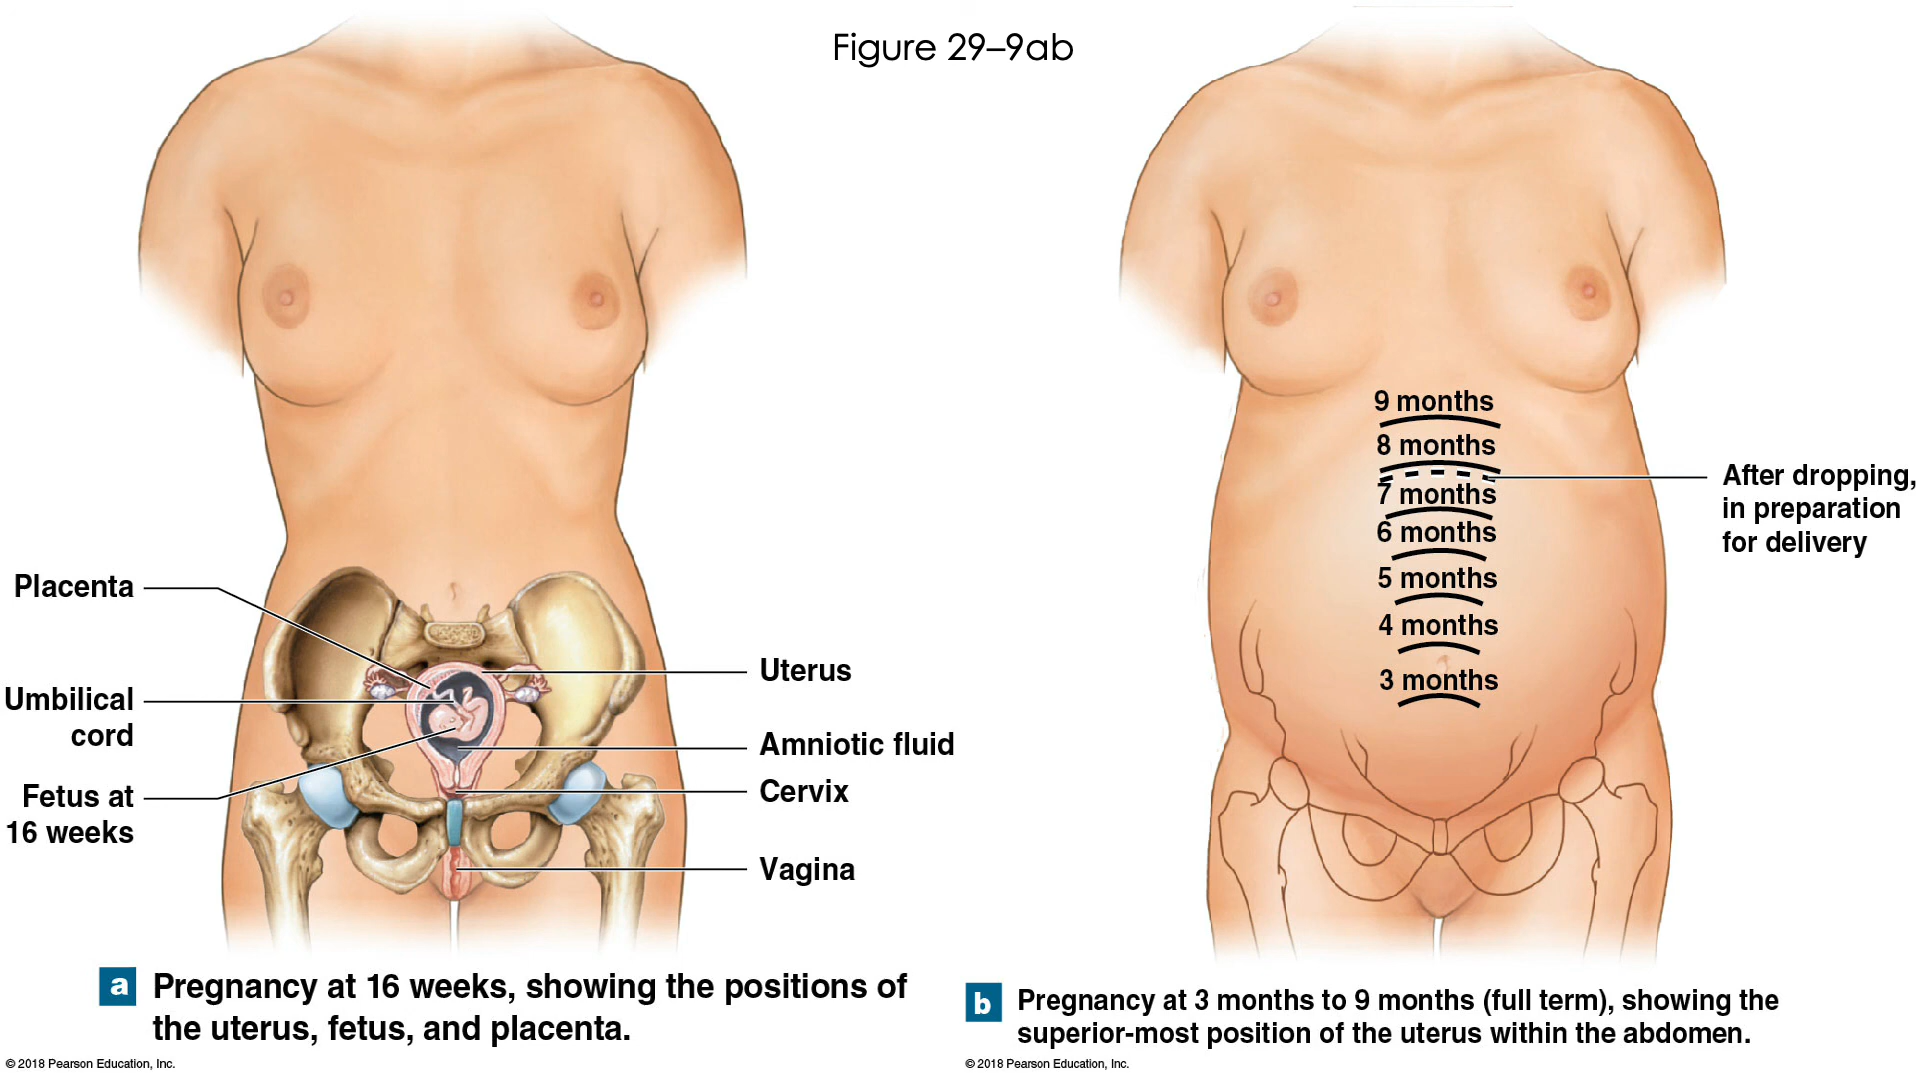 Figure 29–9ab
Placenta
Umbilical
cord
Fetus at
16 weeks
Uterus
Amniotic fluid
Cervix
Vagina
a Pregnancy at 16 weeks, showing the positions of
the uterus, fetus, and placenta.
© 2018 Pearson Education, Inc.
9 months
8 months
7 months
6 months
5 months
4 months
3 months
After dropping,
in preparation
for delivery
b Pregnancy at 3 months to 9 months (full term), showing the
superior-most position of the uterus within the abdomen.
© 2018 Pearson Education, Inc.